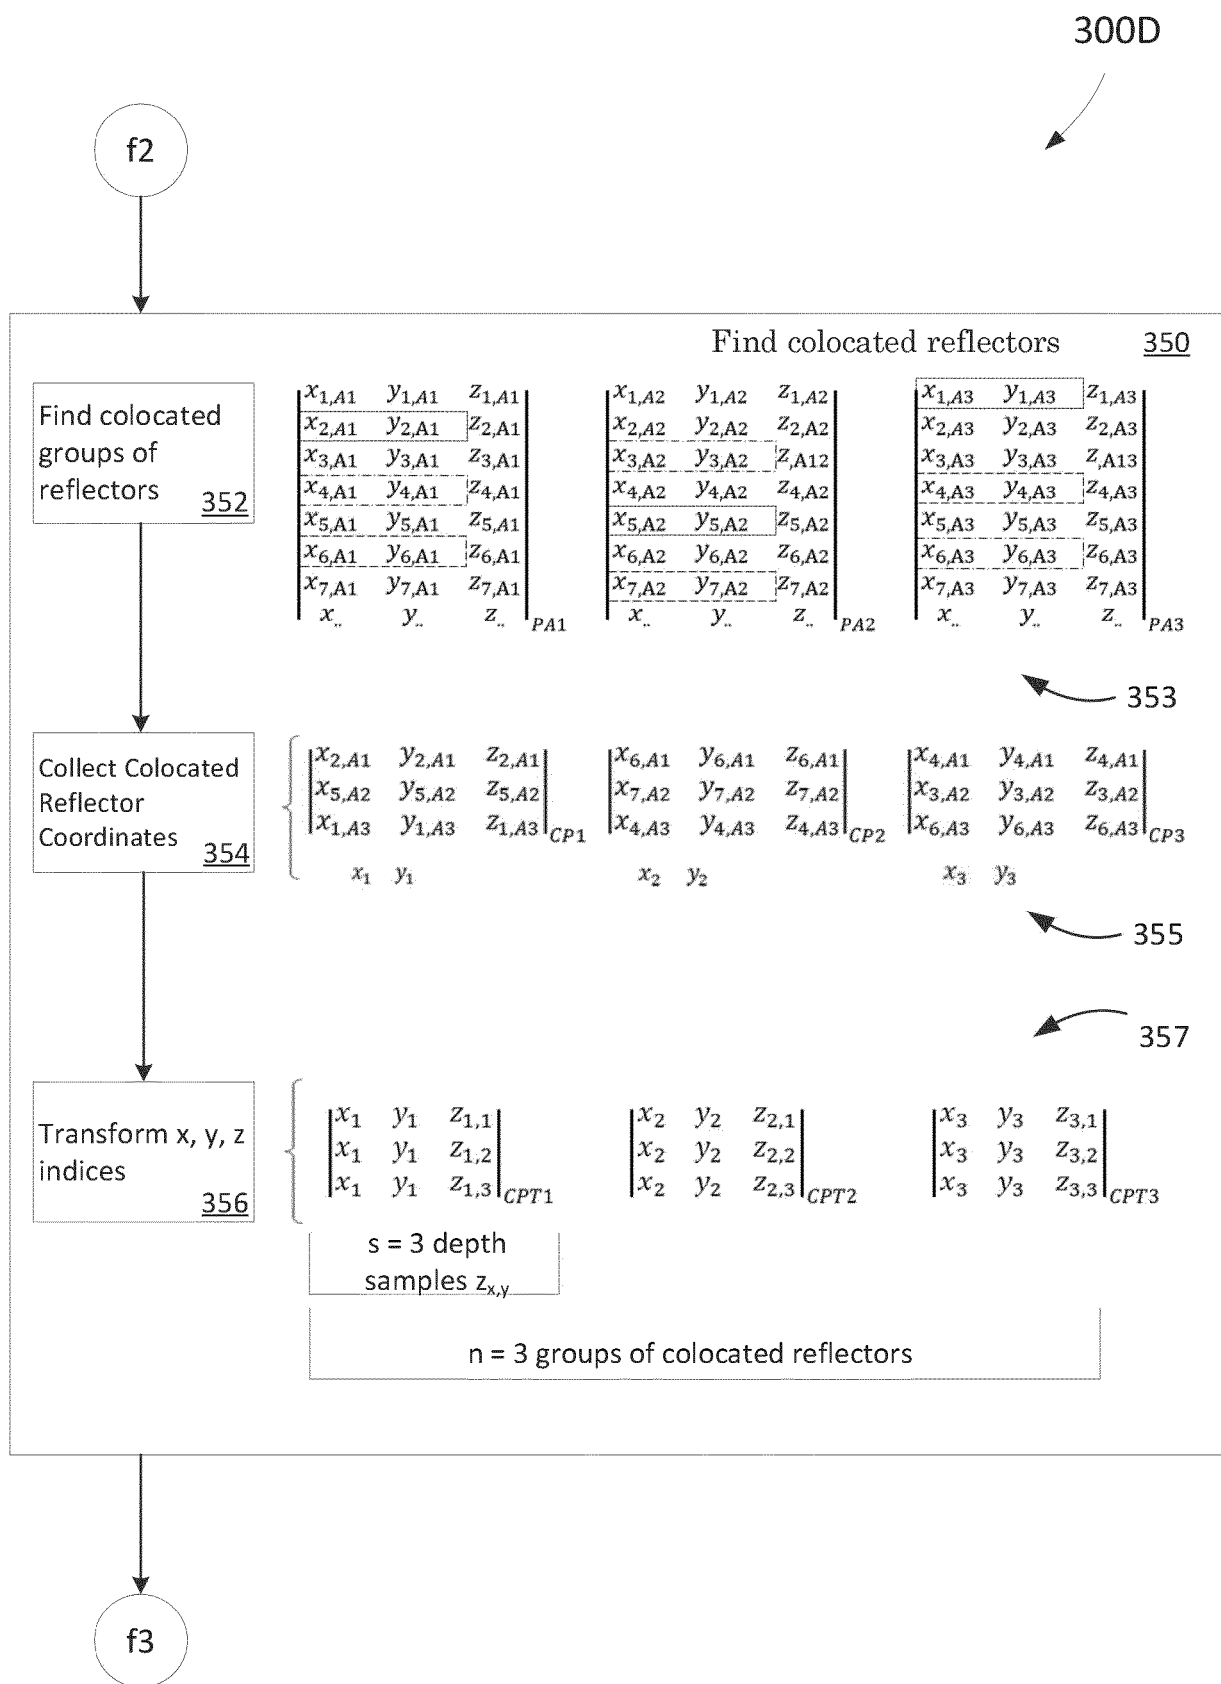 300D
f2
Find colocated reflectors 350
Find colocated
groups of
reflectors 352
x1,A1 y1,A1 z1,A1
x2,A1 y2,A1 z2,A1
x3,A1 y3,A1 z3,A1
x4,A1 y4,A1 z4,A1
x5,A1 y5,A1 z5,A1
x6,A1 y6,A1 z6,A1
x7,A1 y7,A1 z7,A1
x.. y.. z.. PA1
x1,A2 y1,A2 z1,A2
x2,A2 y2,A2 z2,A2
x3,A2 y3,A2 z,A12
x4,A2 y4,A2 z4,A2
x5,A2 y5,A2 z5,A2
x6,A2 y6,A2 z6,A2
x7,A2 y7,A2 z7,A2
x.. y.. z.. PA2
x1,A3 y1,A3 z1,A3
x2,A3 y2,A3 z2,A3
x3,A3 y3,A3 z,A13
x4,A3 y4,A3 z4,A3
x5,A3 y5,A3 z5,A3
x6,A3 y6,A3 z6,A3
x7,A3 y7,A3 z7,A3
x.. y.. z.. PA3
353
Collect Colocated
Reflector
Coordinates 354
x2,A1 y2,A1 z2,A1
x5,A2 y5,A2 z5,A2
x1,A3 y1,A3 z1,A3 CP1
x1 y1
x6,A1 y6,A1 z6,A1
x7,A2 y7,A2 z7,A2
x4,A3 y4,A3 z4,A3 CP2
x2 y2
x4,A1 y4,A1 z4,A1
x3,A2 y3,A2 z3,A2
x6,A3 y6,A3 z6,A3 CP3
x3 y3
355
357
Transform x, y, z
indices
356
x1 y1 z1,1
x1 y1 z1,2
x1 y1 z1,3 CPT1
x2 y2 z2,1
x2 y2 z2,2
x2 y2 z2,3 CPT2
x3 y3 z3,1
x3 y3 z3,2
x3 y3 z3,3 CPT3
s = 3 depth
samples zx,y
n = 3 groups of colocated reflectors
f3